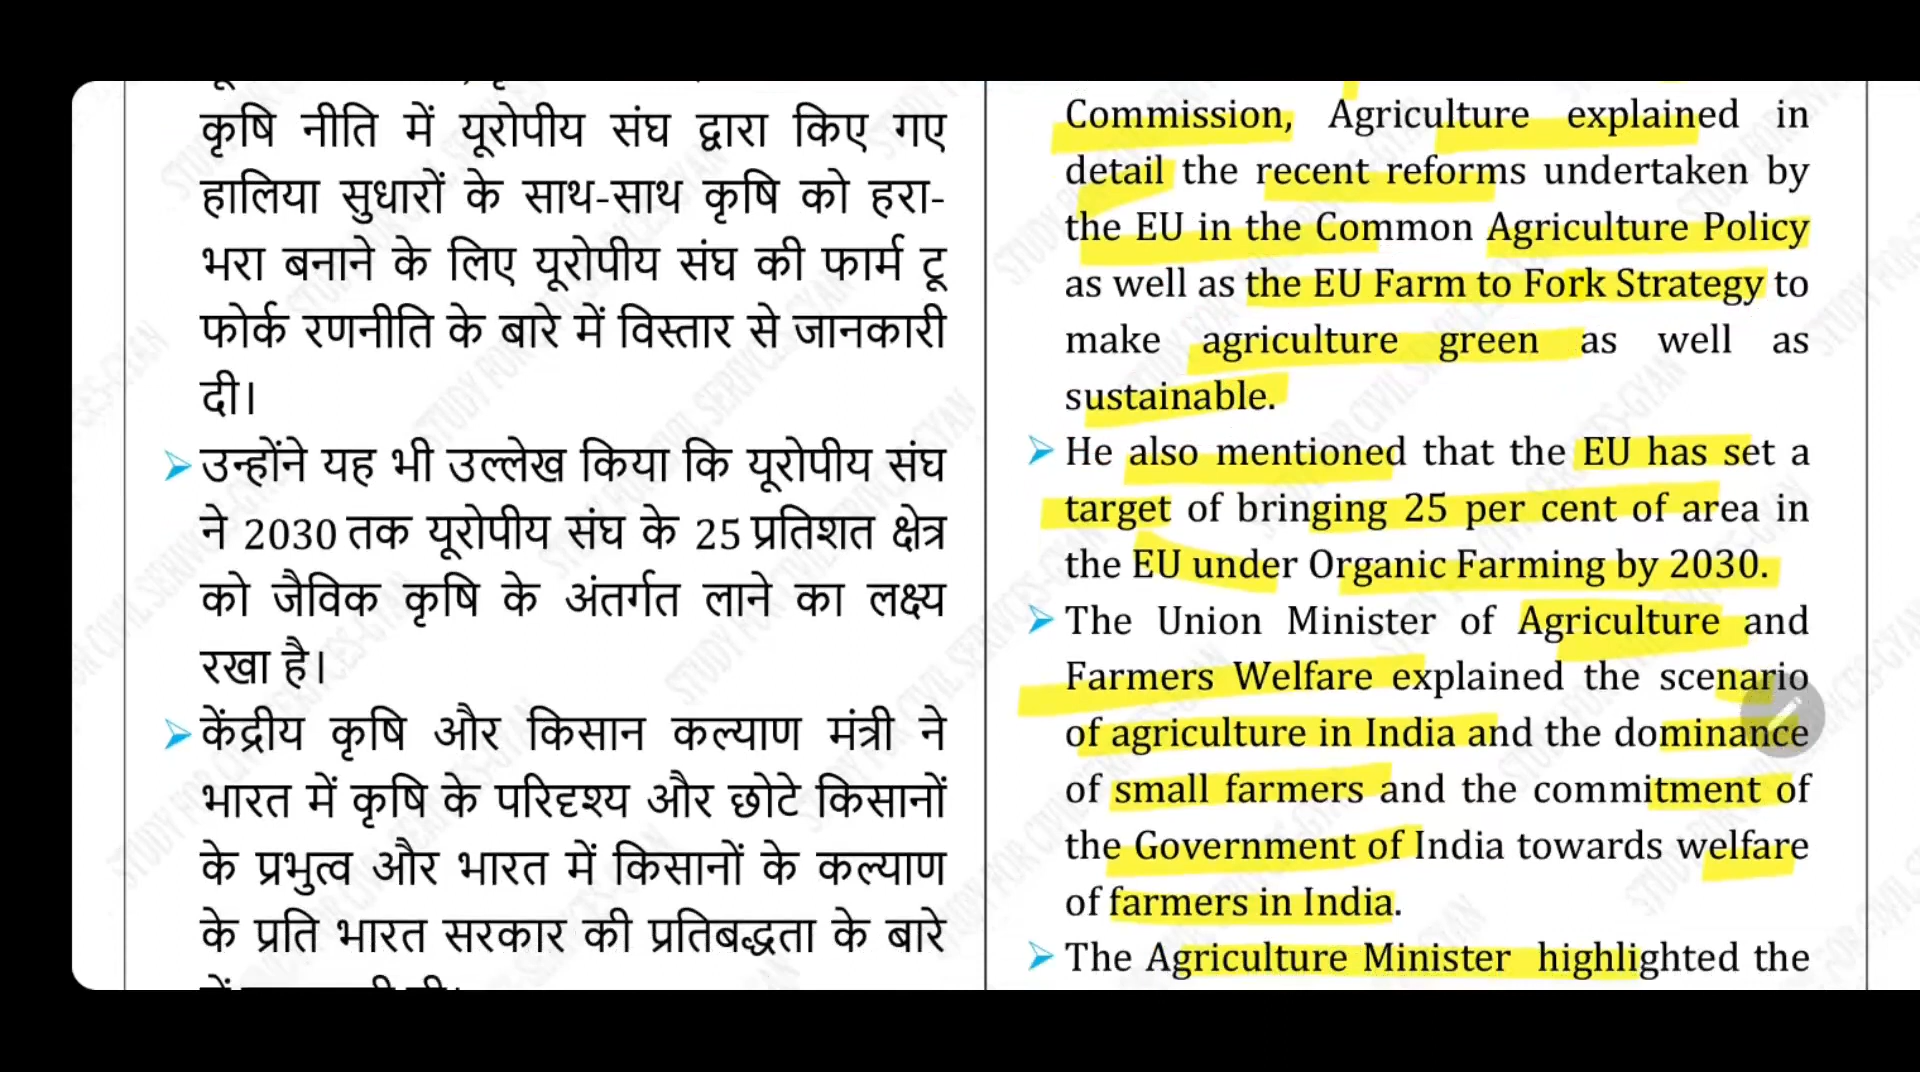 कृषि नीति में यूरोपीय संघ द्वारा किए गए
हालिया सुधारों के साथ-साथ कृषि को हरा-
भरा बनाने के लिए यूरोपीय संघ की फार्म टू
फोर्क रणनीति के बारे में विस्तार से जानकारी
दी।
➤ उन्होंने यह भी उल्लेख किया कि यूरोपीय संघ
ने 2030 तक यूरोपीय संघ के 25 प्रतिशत क्षेत्र
को जैविक कृषि के अंतर्गत लाने का लक्ष्य
रखा है।
➤ केंद्रीय कृषि और किसान कल्याण मंत्री ने
भारत में कृषि के परिदृश्य और छोटे किसानों
के प्रभुत्व और भारत में किसानों के कल्याण
के प्रति भारत सरकार की प्रतिबद्धता के बारे
Commission, Agriculture explained in
detail the recent reforms undertaken by
the EU in the Common Agriculture Policy
as well as the EU Farm to Fork Strategy to
make agriculture green as well as
sustainable.
➤ He also mentioned that the EU has set a
target of bringing 25 per cent of area in
the EU under Organic Farming by 2030.
➤ The Union Minister of Agriculture and
Farmers Welfare explained the scenario
of agriculture in India and the dominance
of small farmers and the commitment of
the Government of India towards welfare
of farmers in India.
➤ The Agriculture Minister highlighted the